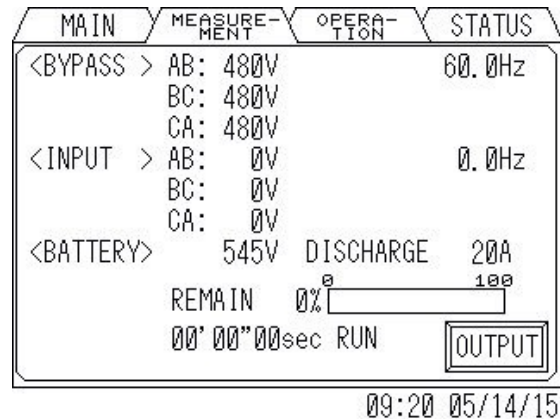 MAIN MEASURE-MENT OPERA-TION STATUS
<BYPASS > AB: 480V 60.0Hz
BC: 480V
CA: 480V
<INPUT > AB: 0V 0.0Hz
BC: 0V
CA: 0V
<BATTERY> 545V DISCHARGE 20A
0 100
REMAIN 0%
00'00"00sec RUN OUTPUT
09:20 05/14/15